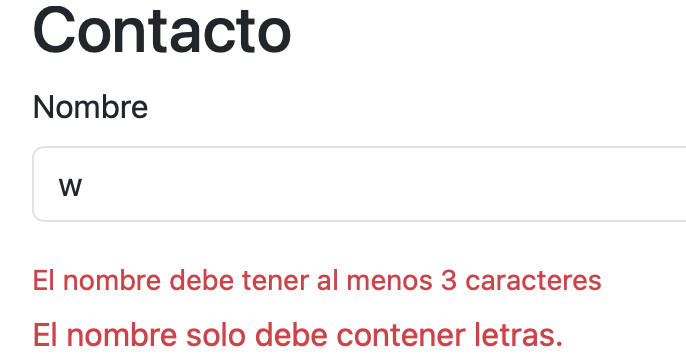 Contacto
Nombre
w
El nombre debe tener al menos 3 caracteres
El nombre solo debe contener letras.